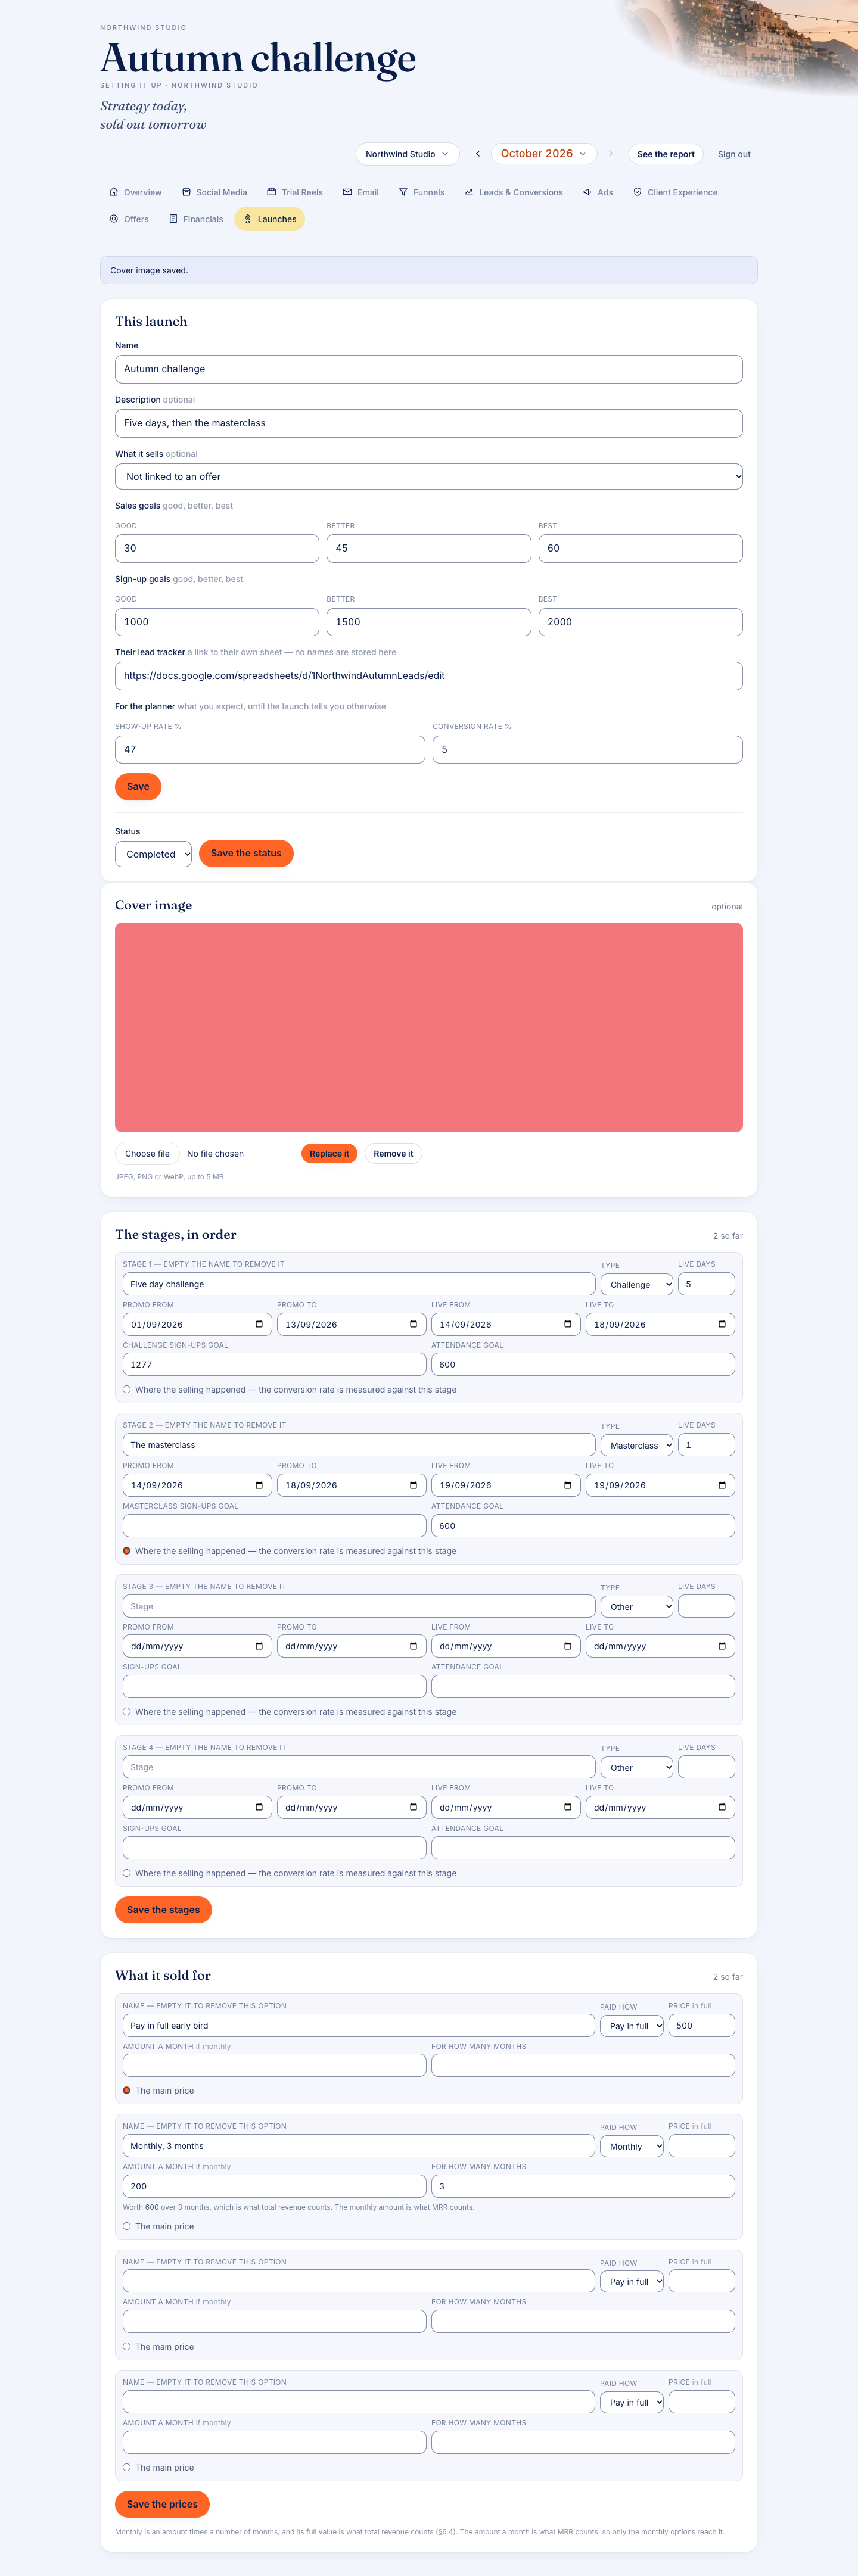 NORTHWIND STUDIO
Autumn challenge
SETTING IT UP · NORTHWIND STUDIO
Strategy today,
sold out tomorrow
Northwind Studio
October 2026
See the report
Sign out
Overview
Social Media
Trial Reels
Email
Funnels
Leads & Conversions
Ads
Client Experience
Offers
Financials
Launches
Cover image saved.
This launch
Name
Autumn challenge
Description optional
Five days, then the masterclass
What it sells optional
Not linked to an offer
Sales goals good, better, best
GOOD BETTER BEST
30 45 60
Sign-up goals good, better, best
GOOD BETTER BEST
1000 1500 2000
Their lead tracker a link to their own sheet — no names are stored here
https://docs.google.com/spreadsheets/d/1NorthwindAutumnLeads/edit
For the planner what you expect, until the launch tells you otherwise
SHOW-UP RATE % CONVERSION RATE %
47 5
Save
Status
Completed Save the status
Cover image optional
Choose file No file chosen Replace it Remove it
JPEG, PNG or WebP, up to 5 MB.
The stages, in order 2 so far
STAGE 1 — EMPTY THE NAME TO REMOVE IT TYPE LIVE DAYS
Five day challenge Challenge 5
PROMO FROM PROMO TO LIVE FROM LIVE TO
01/09/2026 13/09/2026 14/09/2026 18/09/2026
CHALLENGE SIGN-UPS GOAL ATTENDANCE GOAL
1277 600
Where the selling happened — the conversion rate is measured against this stage
STAGE 2 — EMPTY THE NAME TO REMOVE IT TYPE LIVE DAYS
The masterclass Masterclass 1
PROMO FROM PROMO TO LIVE FROM LIVE TO
14/09/2026 18/09/2026 19/09/2026 19/09/2026
MASTERCLASS SIGN-UPS GOAL ATTENDANCE GOAL
600
Where the selling happened — the conversion rate is measured against this stage
STAGE 3 — EMPTY THE NAME TO REMOVE IT TYPE LIVE DAYS
Stage Other
PROMO FROM PROMO TO LIVE FROM LIVE TO
dd/mm/yyyy dd/mm/yyyy dd/mm/yyyy dd/mm/yyyy
SIGN-UPS GOAL ATTENDANCE GOAL
Where the selling happened — the conversion rate is measured against this stage
STAGE 4 — EMPTY THE NAME TO REMOVE IT TYPE LIVE DAYS
Stage Other
PROMO FROM PROMO TO LIVE FROM LIVE TO
dd/mm/yyyy dd/mm/yyyy dd/mm/yyyy dd/mm/yyyy
SIGN-UPS GOAL ATTENDANCE GOAL
Where the selling happened — the conversion rate is measured against this stage
Save the stages
What it sold for 2 so far
NAME — EMPTY IT TO REMOVE THIS OPTION PAID HOW PRICE in full
Pay in full early bird Pay in full 500
AMOUNT A MONTH if monthly FOR HOW MANY MONTHS
The main price
NAME — EMPTY IT TO REMOVE THIS OPTION PAID HOW PRICE in full
Monthly, 3 months Monthly
AMOUNT A MONTH if monthly FOR HOW MANY MONTHS
200 3
Worth 600 over 3 months, which is what total revenue counts. The monthly amount is what MRR counts.
The main price
NAME — EMPTY IT TO REMOVE THIS OPTION PAID HOW PRICE in full
Pay in full
AMOUNT A MONTH if monthly FOR HOW MANY MONTHS
The main price
NAME — EMPTY IT TO REMOVE THIS OPTION PAID HOW PRICE in full
Pay in full
AMOUNT A MONTH if monthly FOR HOW MANY MONTHS
The main price
Save the prices
Monthly is an amount times a number of months, and its full value is what total revenue counts (§6.4). The amount a month is what MRR counts, so only the monthly options reach it.